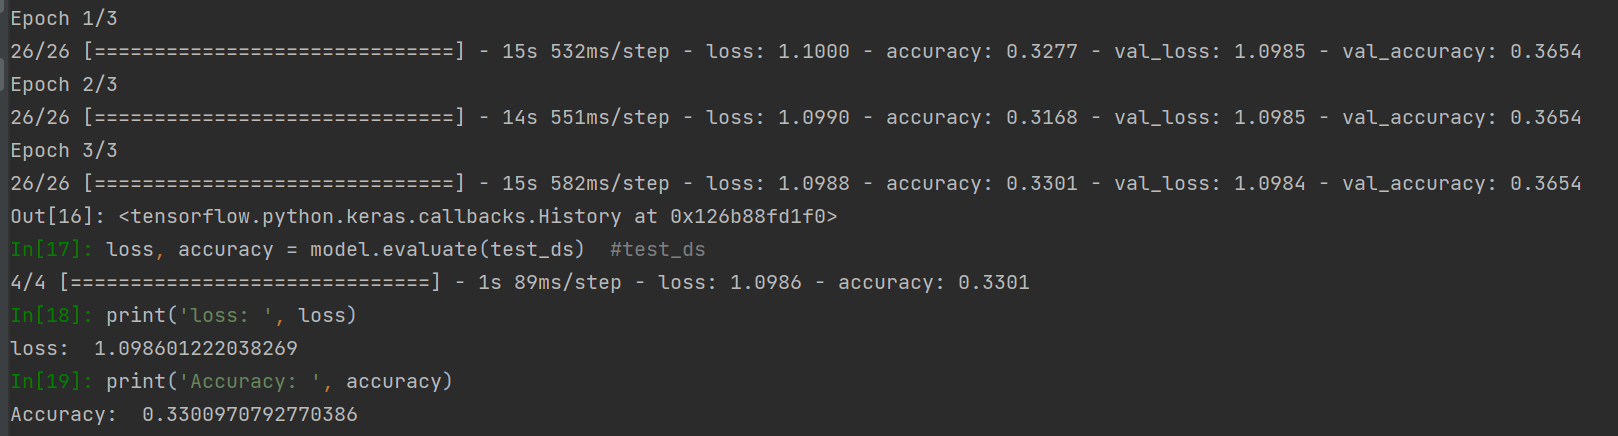 Epoch 1/3
26/26 [==============================] - 15s 532ms/step - loss: 1.1000 - accuracy: 0.3277 - val_loss: 1.0985 - val_accuracy: 0.3654
Epoch 2/3
26/26 [==============================] - 14s 551ms/step - loss: 1.0990 - accuracy: 0.3168 - val_loss: 1.0985 - val_accuracy: 0.3654
Epoch 3/3
26/26 [==============================] - 15s 582ms/step - loss: 1.0988 - accuracy: 0.3301 - val_loss: 1.0984 - val_accuracy: 0.3654
Out[16]: <tensorflow.python.keras.callbacks.History at 0x126b88fd1f0>
In[17]: loss, accuracy = model.evaluate(test_ds)  #test_ds
4/4 [==============================] - 1s 89ms/step - loss: 1.0986 - accuracy: 0.3301
In[18]: print('loss: ', loss)
loss:  1.098601222038269
In[19]: print('Accuracy: ', accuracy)
Accuracy:  0.3300970792770386